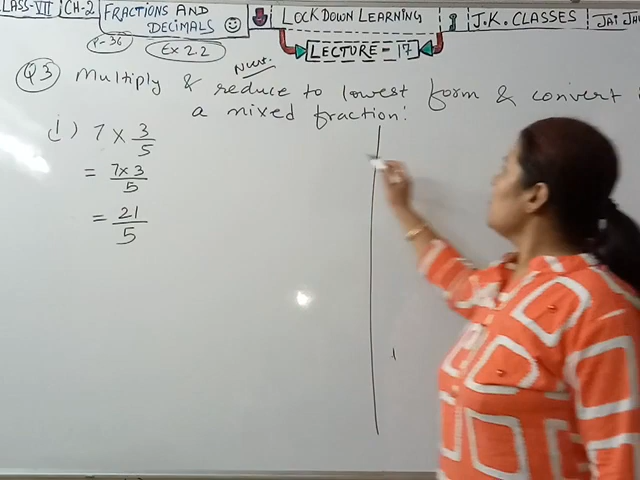 LASS-VII CH-2 FRACTIONS AND DECIMALS LOCKDOWN LEARNING J.K. CLASSES JAI
P-36 EX 2.2 LECTURE-17
Q3 Multiply & reduce to lowest form & convert
a mixed fraction:
(i) 7 × 3/5
= 7×3/5
= 21/5